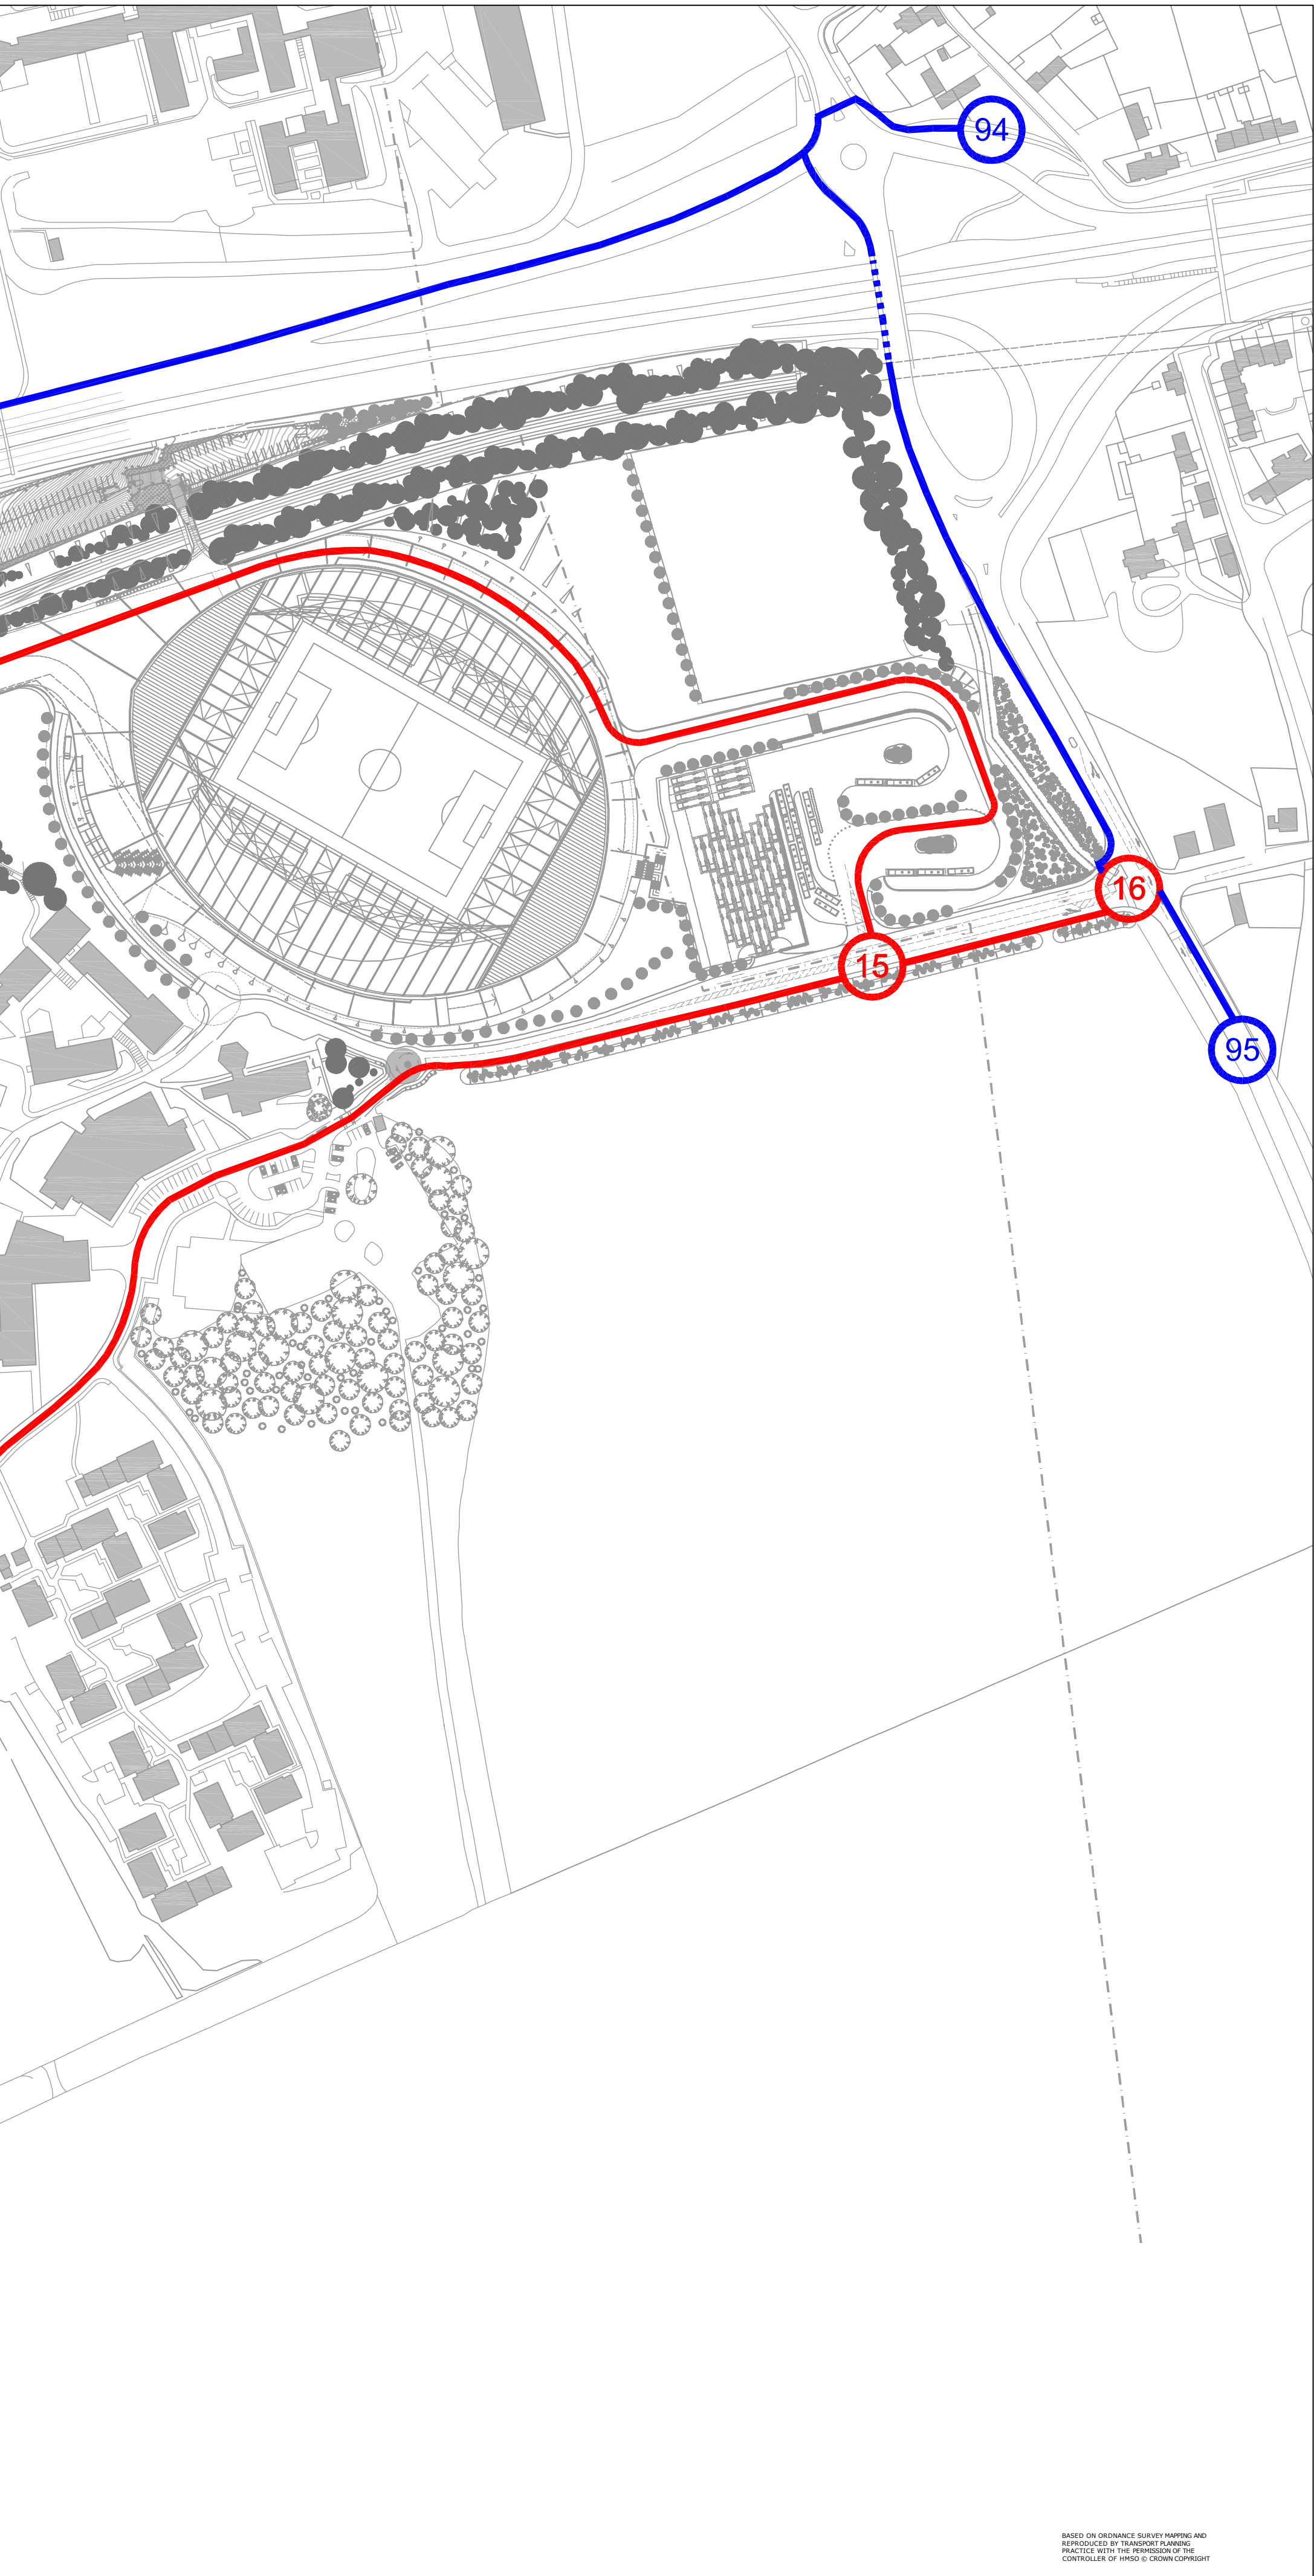 94
16
15
95
BASED ON ORDNANCE SURVEY MAPPING AND
REPRODUCED BY TRANSPORT PLANNING
PRACTICE WITH THE PERMISSION OF THE
CONTROLLER OF HMSO © CROWN COPYRIGHT